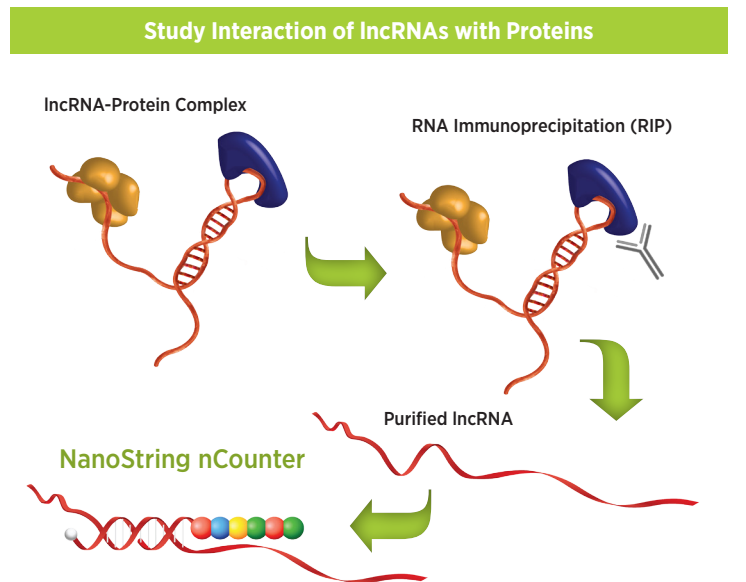 Study Interaction of lncRNAs with Proteins
lncRNA-Protein Complex
RNA Immunoprecipitation (RIP)
Purified lncRNA
NanoString nCounter